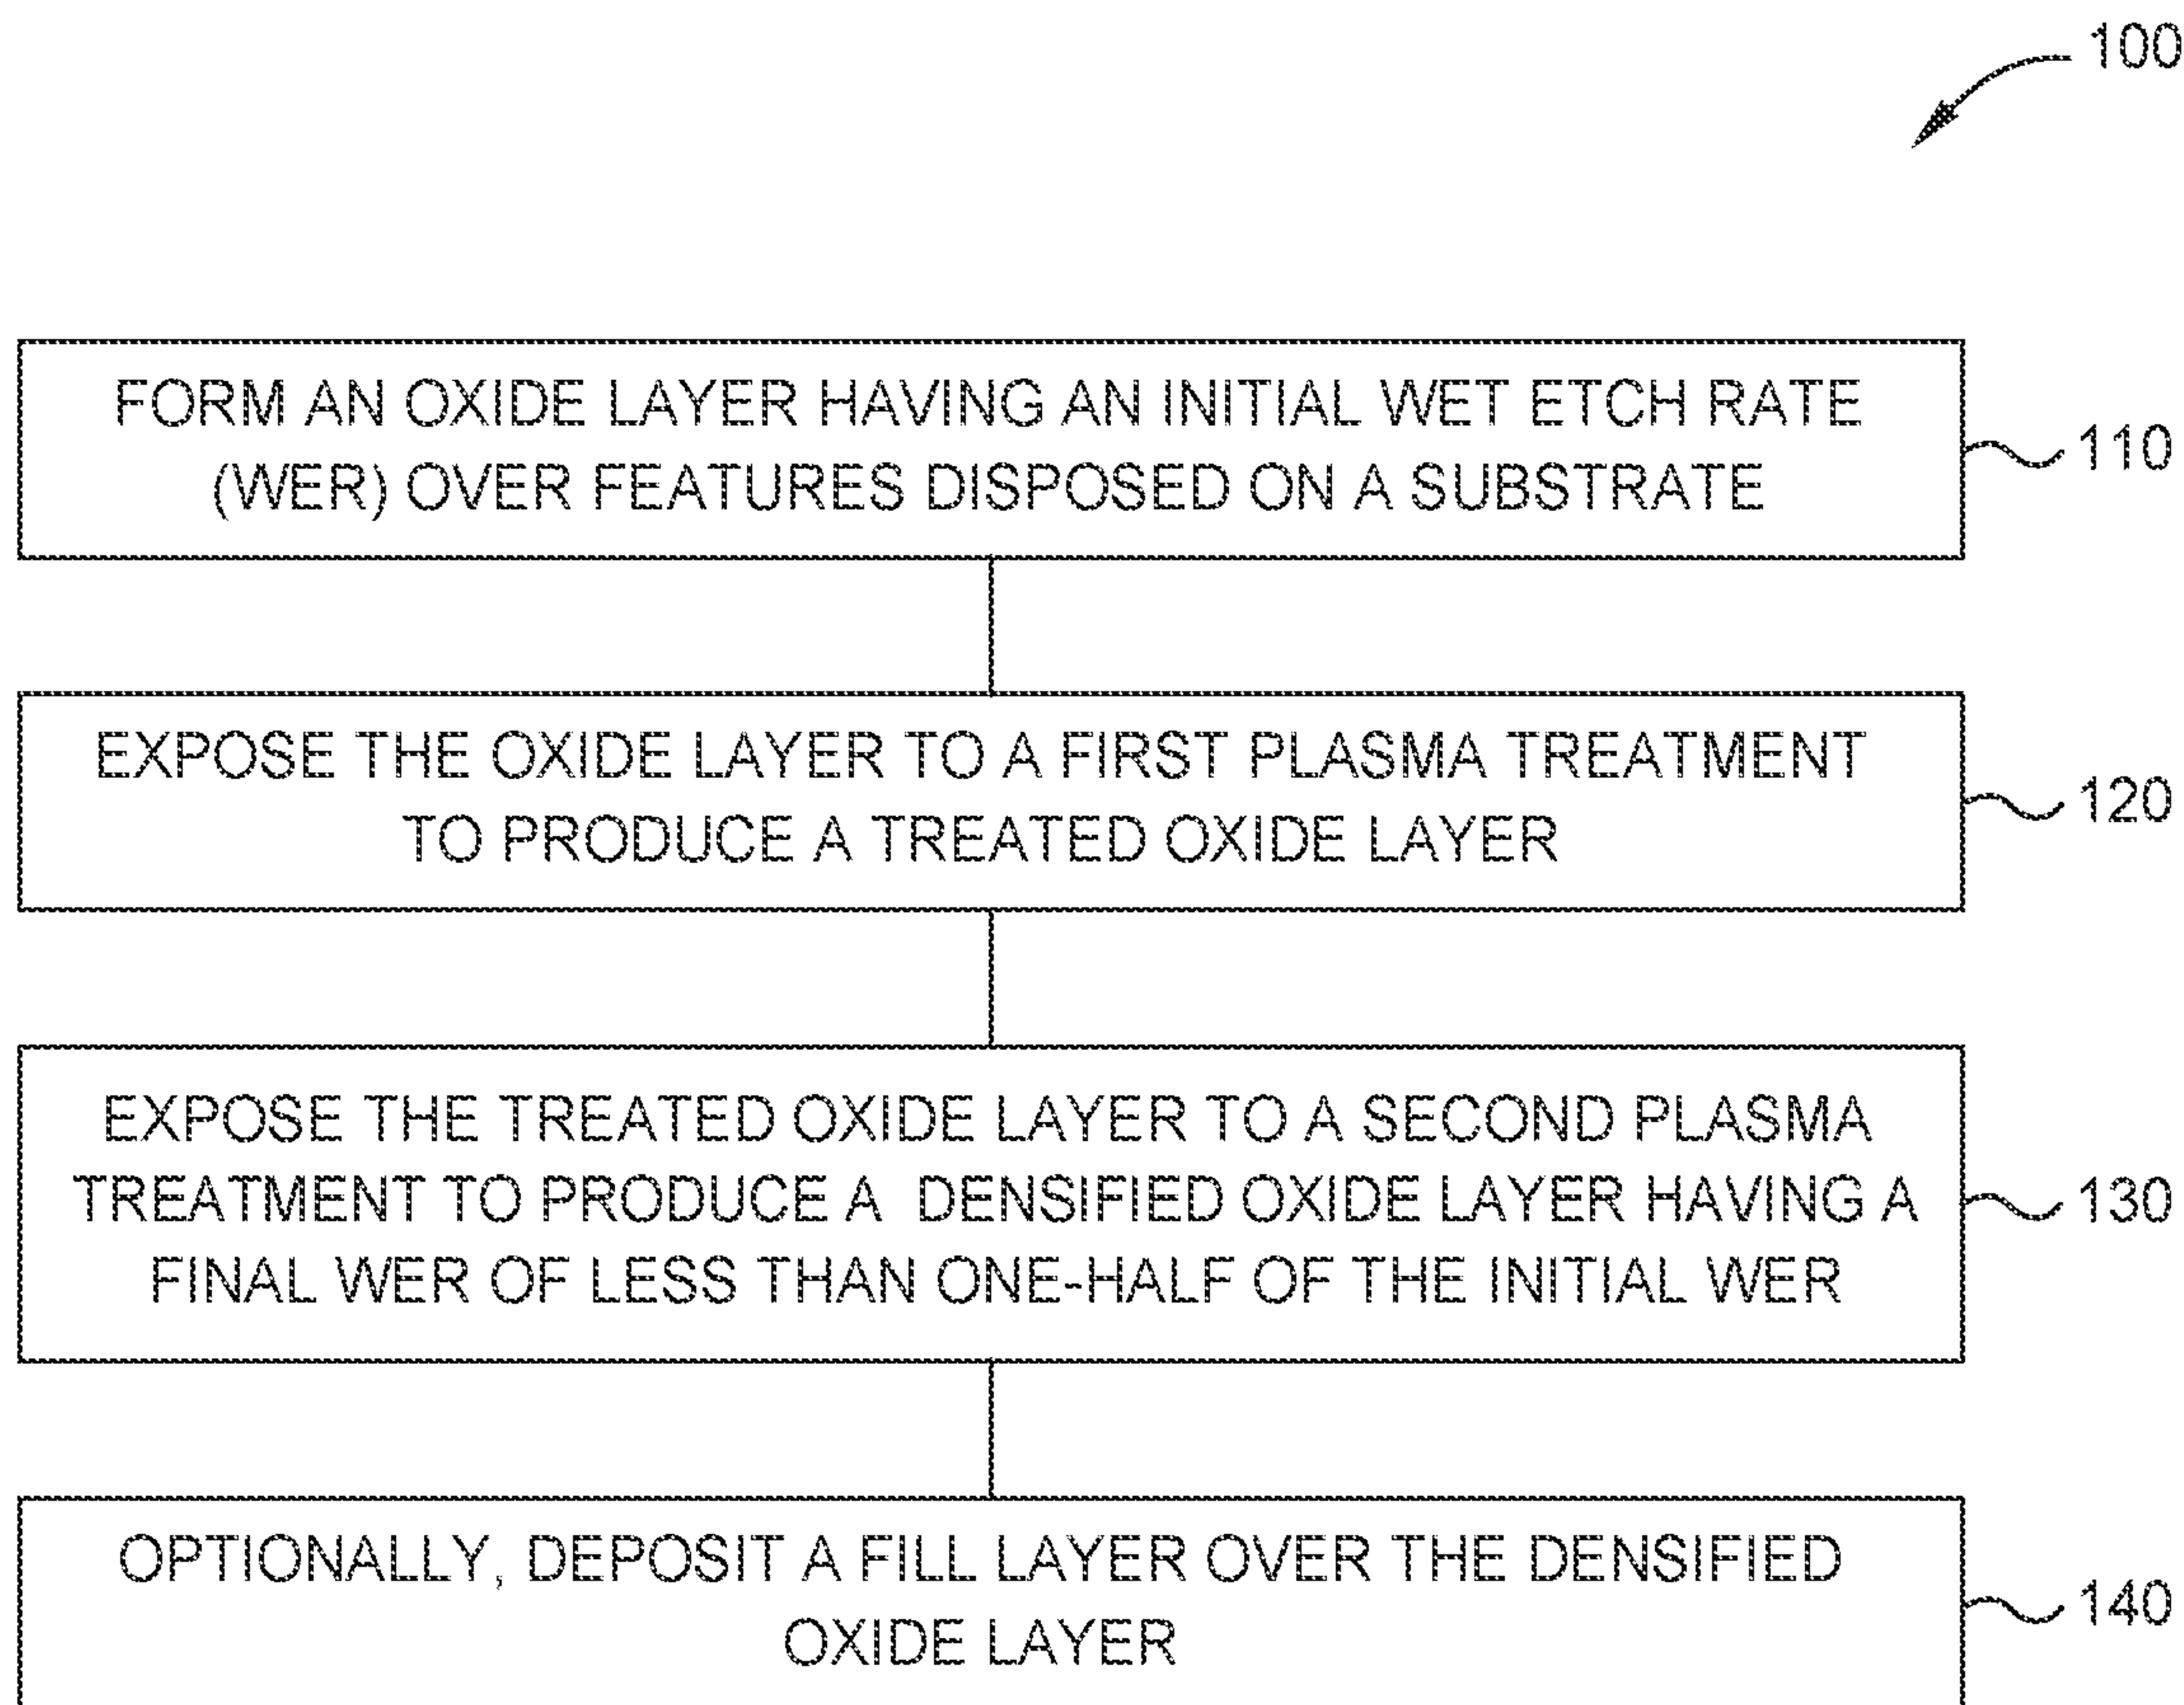 100
FORM AN OXIDE LAYER HAVING AN INITIAL WET ETCH RATE
(WER) OVER FEATURES DISPOSED ON A SUBSTRATE
110
EXPOSE THE OXIDE LAYER TO A FIRST PLASMA TREATMENT
TO PRODUCE A TREATED OXIDE LAYER
120
EXPOSE THE TREATED OXIDE LAYER TO A SECOND PLASMA
TREATMENT TO PRODUCE A DENSIFIED OXIDE LAYER HAVING A
FINAL WER OF LESS THAN ONE-HALF OF THE INITIAL WER
130
OPTIONALLY, DEPOSIT A FILL LAYER OVER THE DENSIFIED
OXIDE LAYER
140